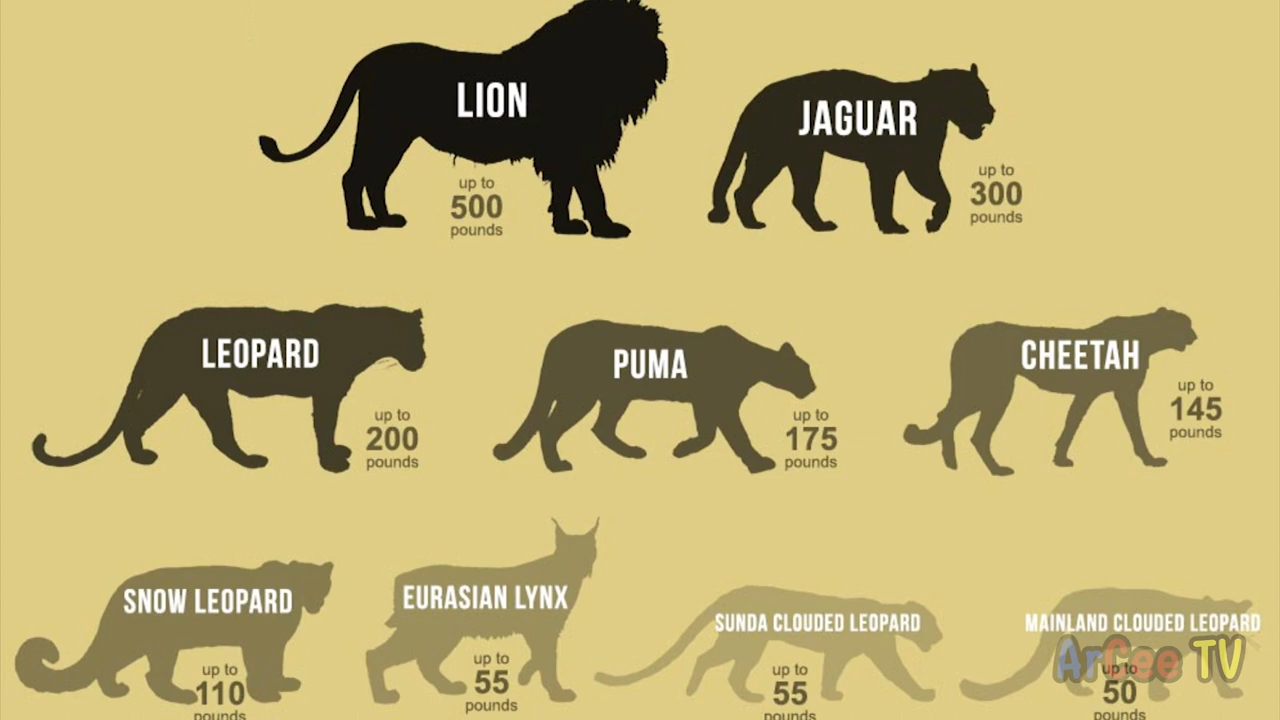 LION
up to
500
pounds
JAGUAR
up to
300
pounds
LEOPARD
up to
200
pounds
PUMA
up to
175
pounds
CHEETAH
up to
145
pounds
SNOW LEOPARD
up to
110
pounds
EURASIAN LYNX
up to
55
pounds
SUNDA CLOUDED LEOPARD
up to
55
pounds
MAINLAND CLOUDED LEOPARD
up to
50
pounds
ArGee TV